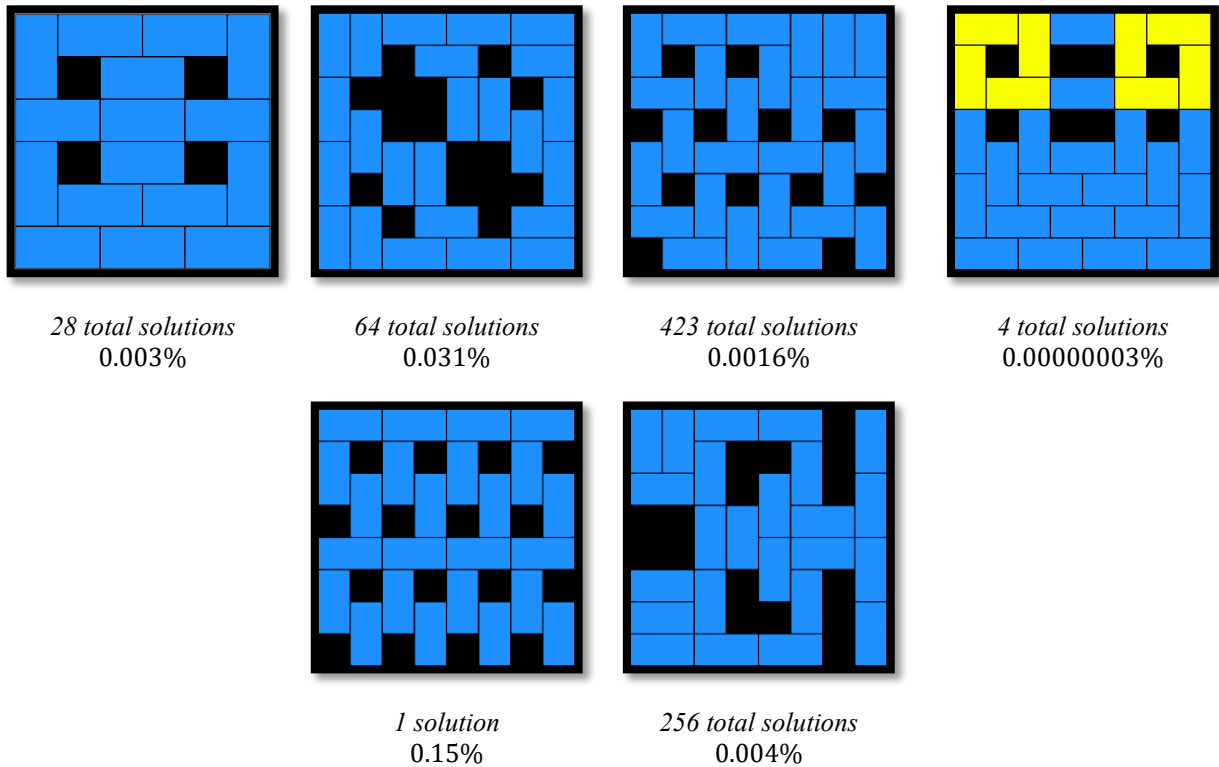 28 total solutions
0.003%
64 total solutions
0.031%
423 total solutions
0.0016%
4 total solutions
0.00000003%
1 solution
0.15%
256 total solutions
0.004%